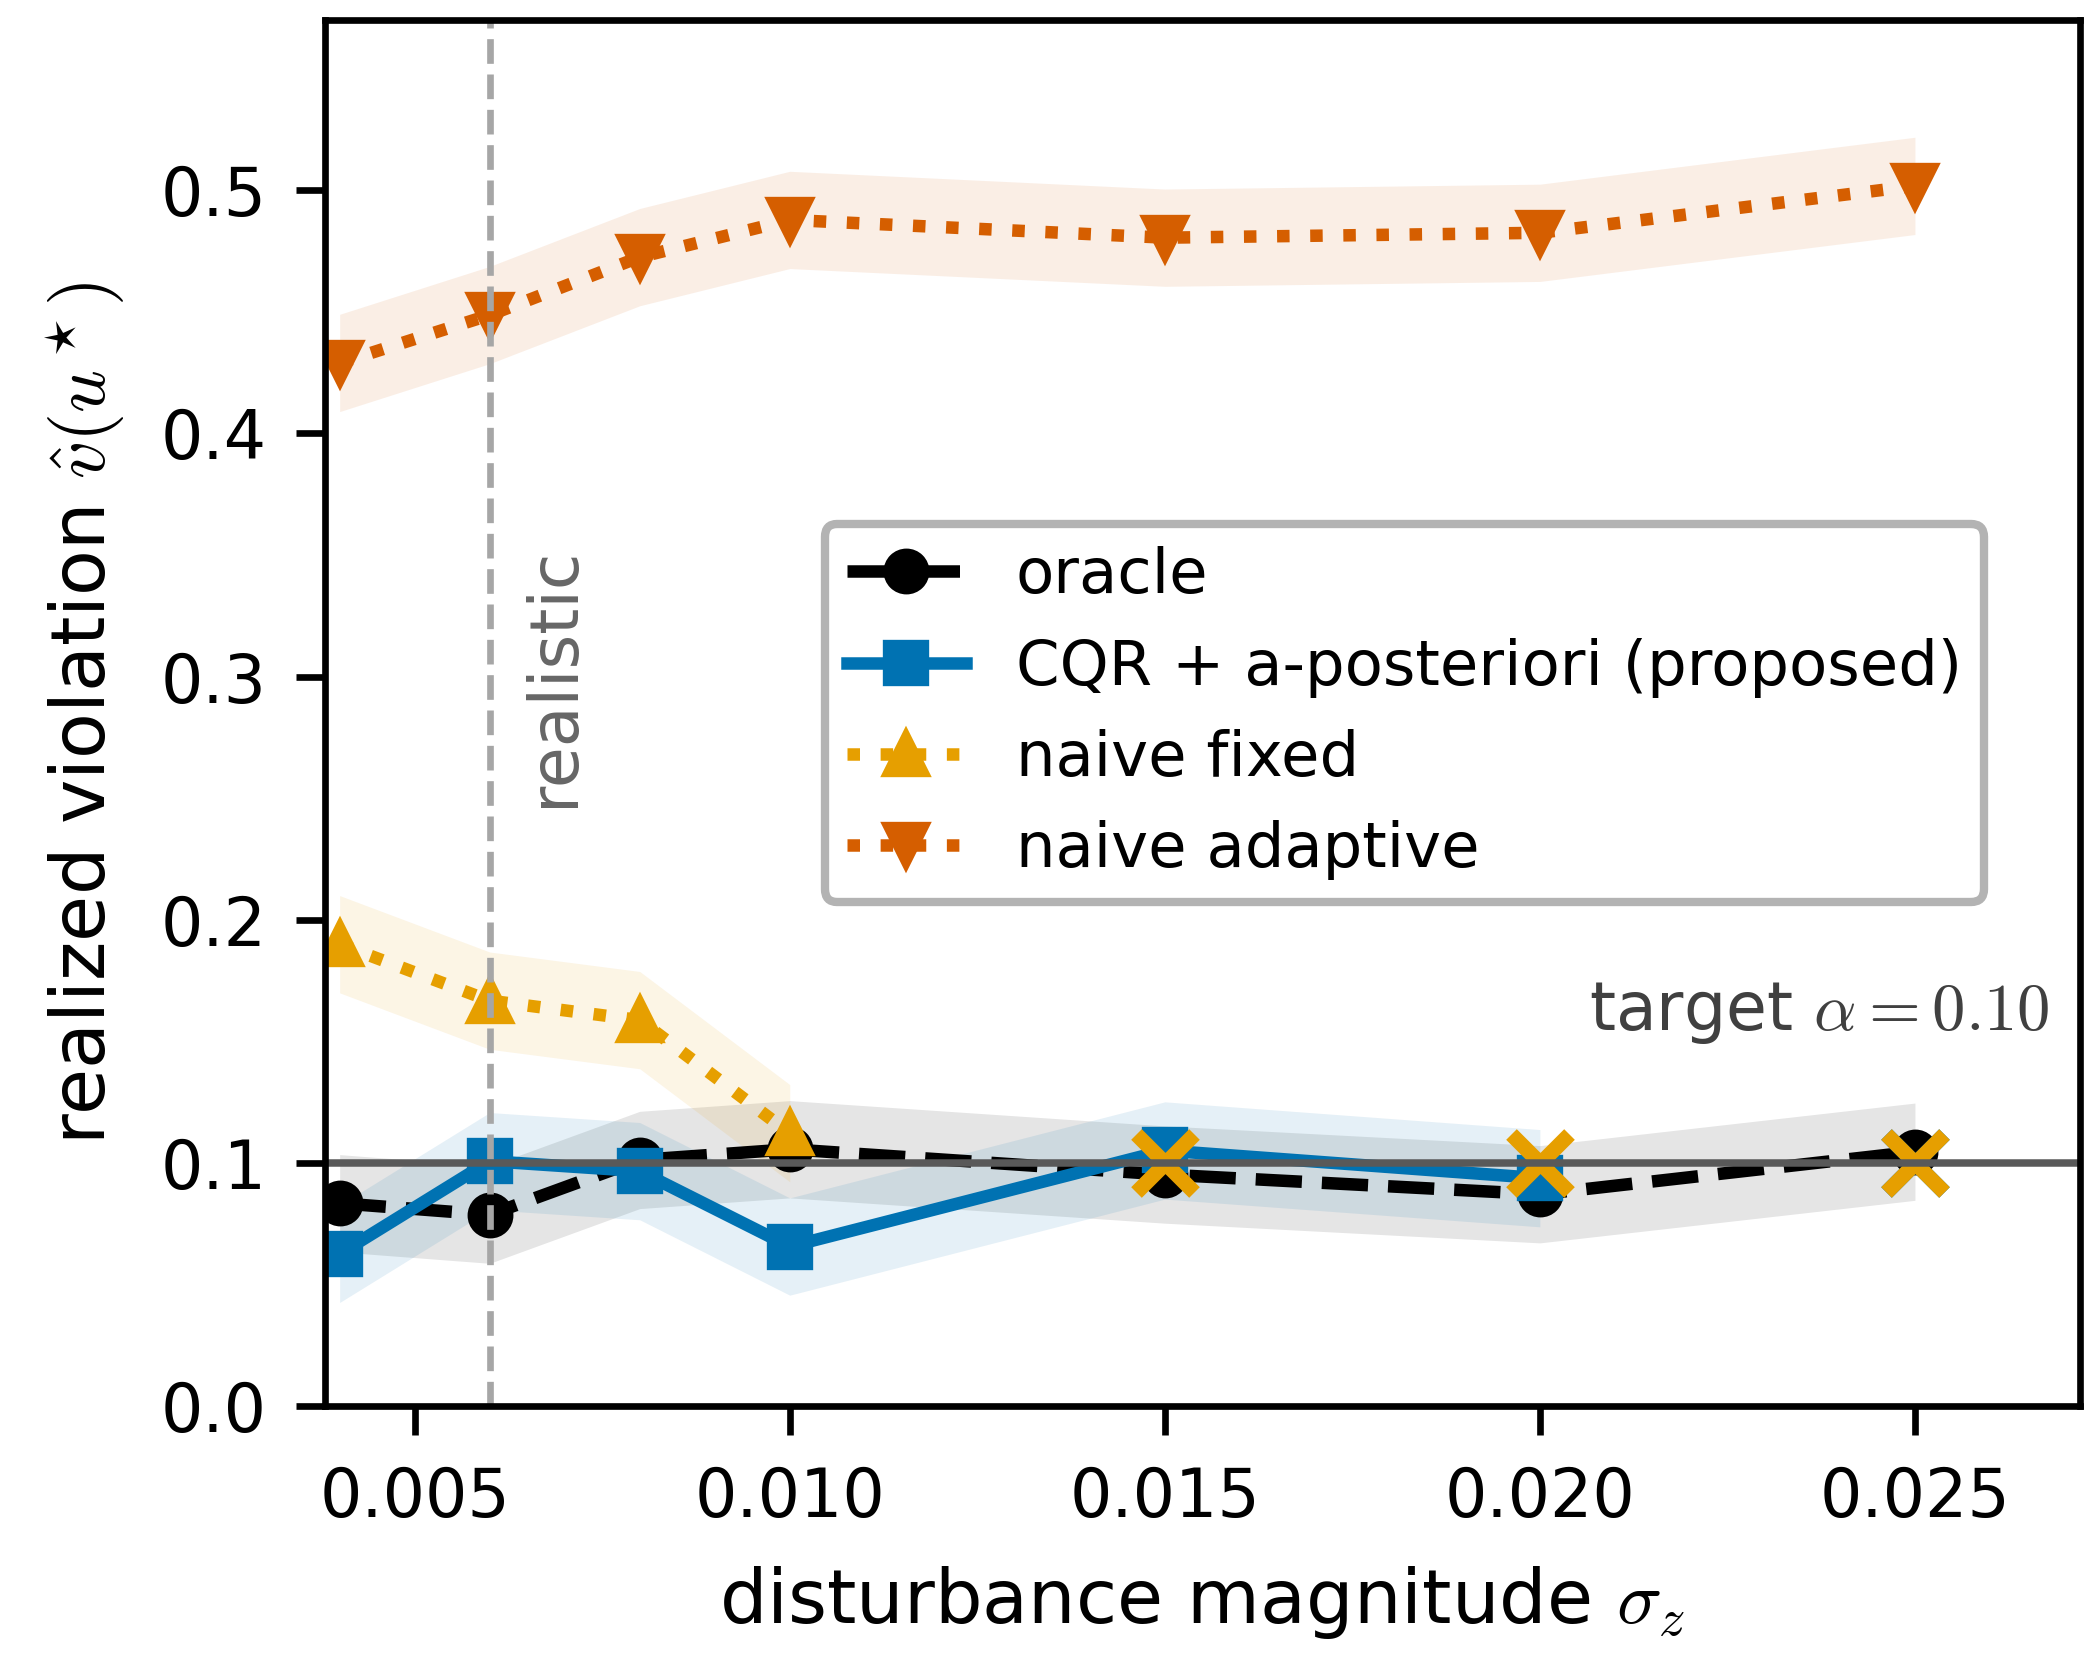 realized violation v̂(u★)
0.5
0.4
0.3
0.2
0.1
0.0
realistic
oracle
CQR + a-posteriori (proposed)
naive fixed
naive adaptive
target α = 0.10
0.005 0.010 0.015 0.020 0.025
disturbance magnitude σ_z